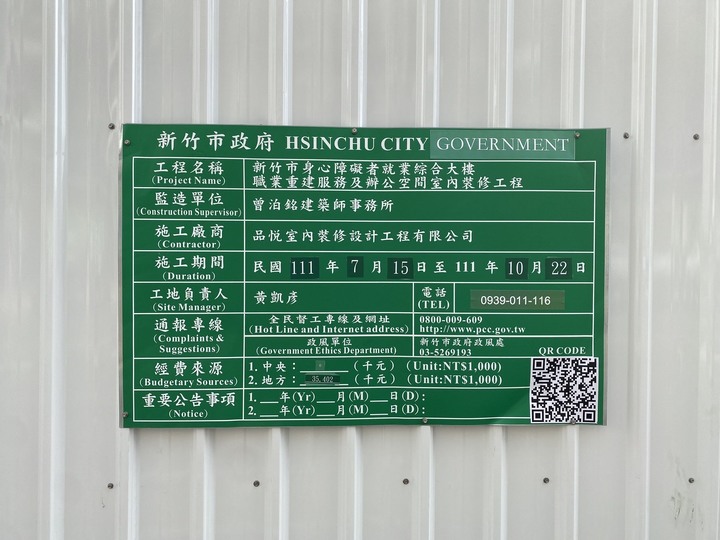 新竹市政府 HSINCHU CITY GOVERNMENT
工程名稱
(Project Name)
新竹市身心障礙者就業綜合大樓
職業重建服務及辦公空間室內裝修工程
監造單位
(Construction Supervisor)
曾泊銘建築師事務所
施工廠商
(Contractor)
品悅室內裝修設計工程有限公司
施工期間
(Duration)
民國 111 年 7 月 15 日至 111 年 10 月 22 日
工地負責人
(Site Manager)
黃凱彥
電話
(TEL)
0939-011-116
通報專線
(Complaints &
Suggestions)
全民督工專線及網址
(Hot Line and Internet address)
0800-009-609
http://www.pcc.gov.tw
政風單位
(Government Ethics Department)
新竹市政府政風處
03-5269193
QR CODE
經費來源
(Budgetary Sources)
1. 中央： (千元) (Unit:NT$1,000)
2. 地方： 35,402 (千元) (Unit:NT$1,000)
重要公告事項
(Notice)
1. 年(Yr) 月(M) 日(D)：
2. 年(Yr) 月(M) 日(D)：